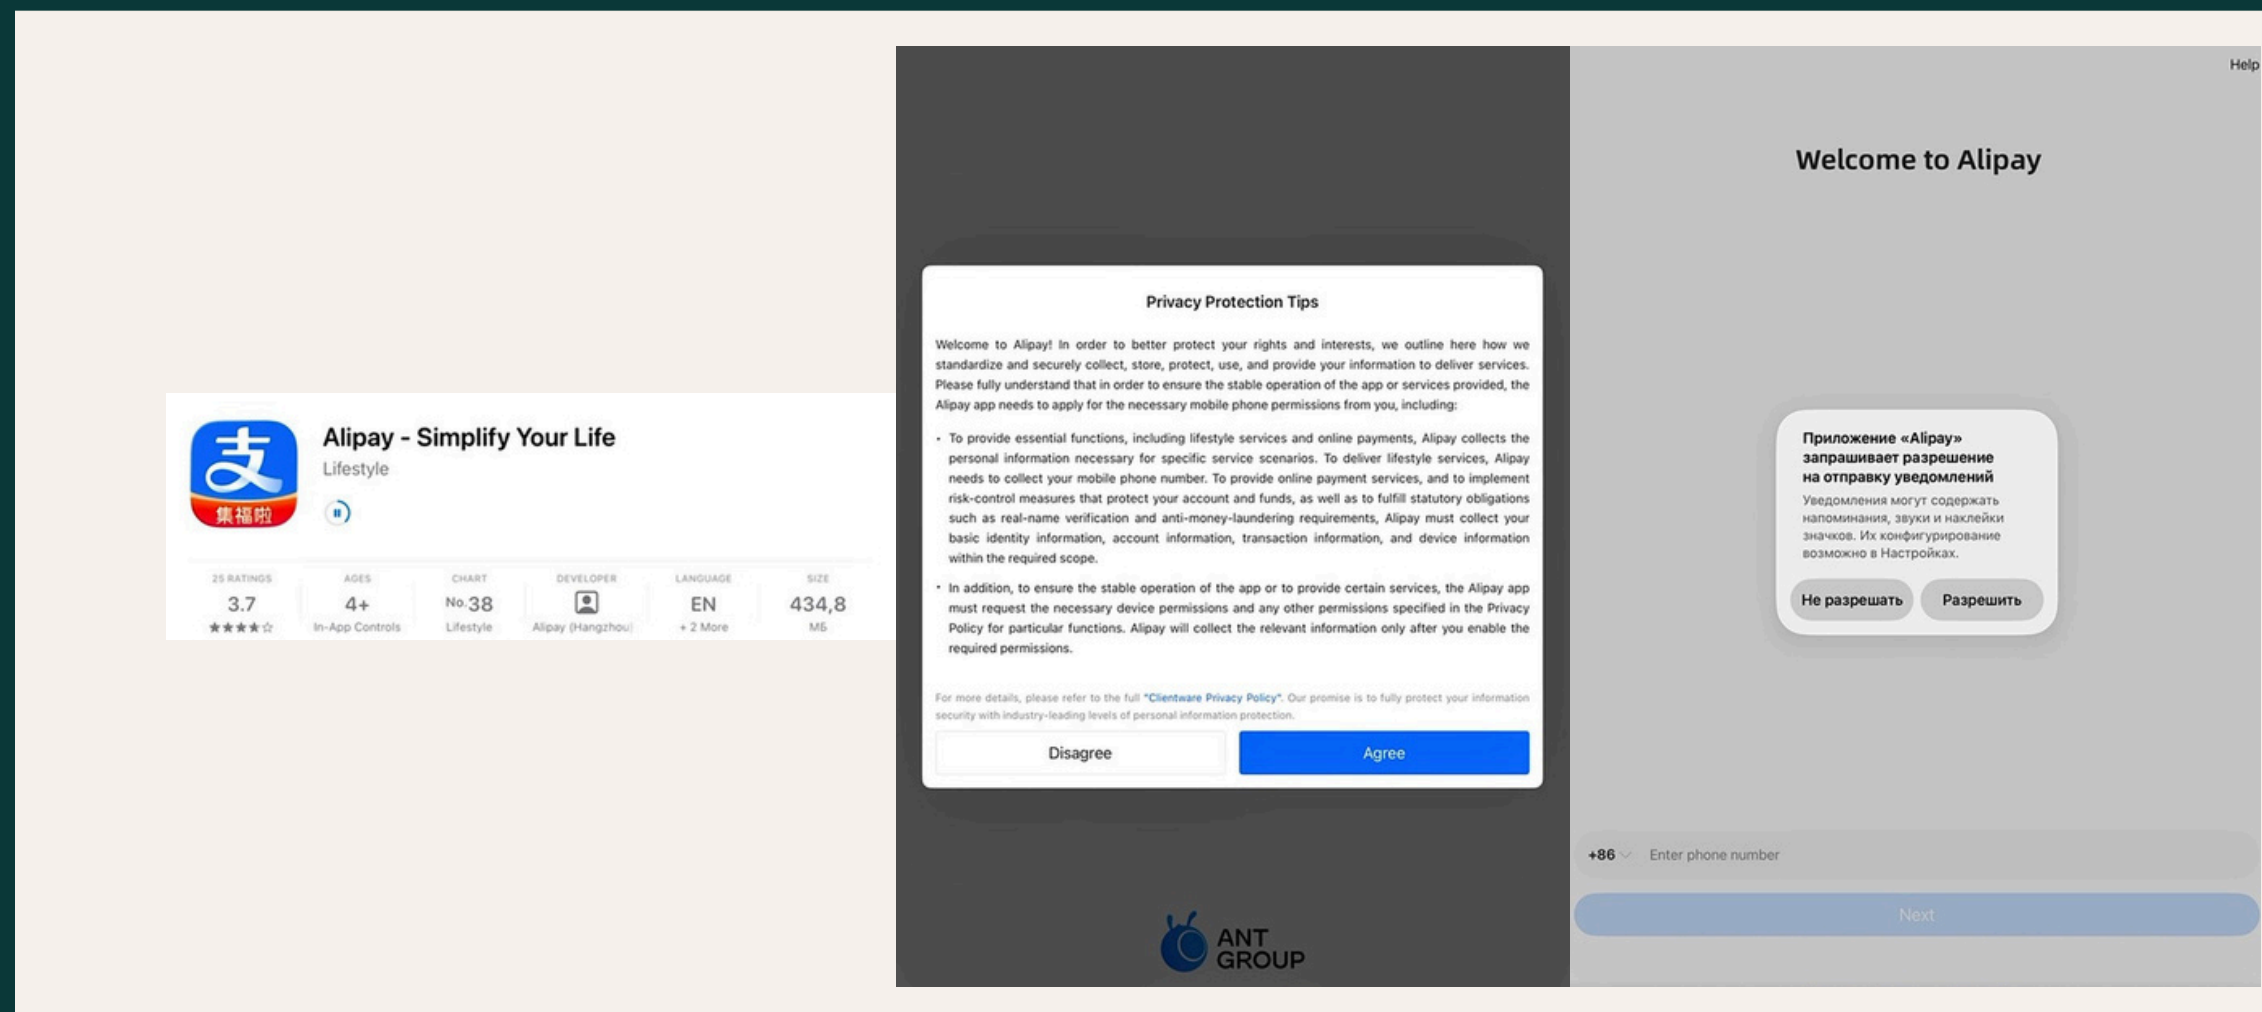 Alipay - Simplify Your Life
Lifestyle
支
集福啦
25 RATINGS
3.7
★★★★☆
AGES
4+
In-App Controls
CHART
No.38
Lifestyle
DEVELOPER
Alipay (Hangzhou)
LANGUAGE
EN
+ 2 More
SIZE
434,8
МБ
Privacy Protection Tips
Welcome to Alipay! In order to better protect your rights and interests, we outline here how we
standardize and securely collect, store, protect, use, and provide your information to deliver services.
Please fully understand that in order to ensure the stable operation of the app or services provided, the
Alipay app needs to apply for the necessary mobile phone permissions from you, including:
• To provide essential functions, including lifestyle services and online payments, Alipay collects the
personal information necessary for specific service scenarios. To deliver lifestyle services, Alipay
needs to collect your mobile phone number. To provide online payment services, and to implement
risk-control measures that protect your account and funds, as well as to fulfill statutory obligations
such as real-name verification and anti-money-laundering requirements, Alipay must collect your
basic identity information, account information, transaction information, and device information
within the required scope.
• In addition, to ensure the stable operation of the app or to provide certain services, the Alipay app
must request the necessary device permissions and any other permissions specified in the Privacy
Policy for particular functions. Alipay will collect the relevant information only after you enable the
required permissions.
For more details, please refer to the full "Clientware Privacy Policy". Our promise is to fully protect your information
security with industry-leading levels of personal information protection.
Disagree
Agree
ANT
GROUP
Help
Welcome to Alipay
Приложение «Alipay»
запрашивает разрешение
на отправку уведомлений
Уведомления могут содержать
напоминания, звуки и наклейки
значков. Их конфигурирование
возможно в Настройках.
Не разрешать
Разрешить
+86
Enter phone number
Next